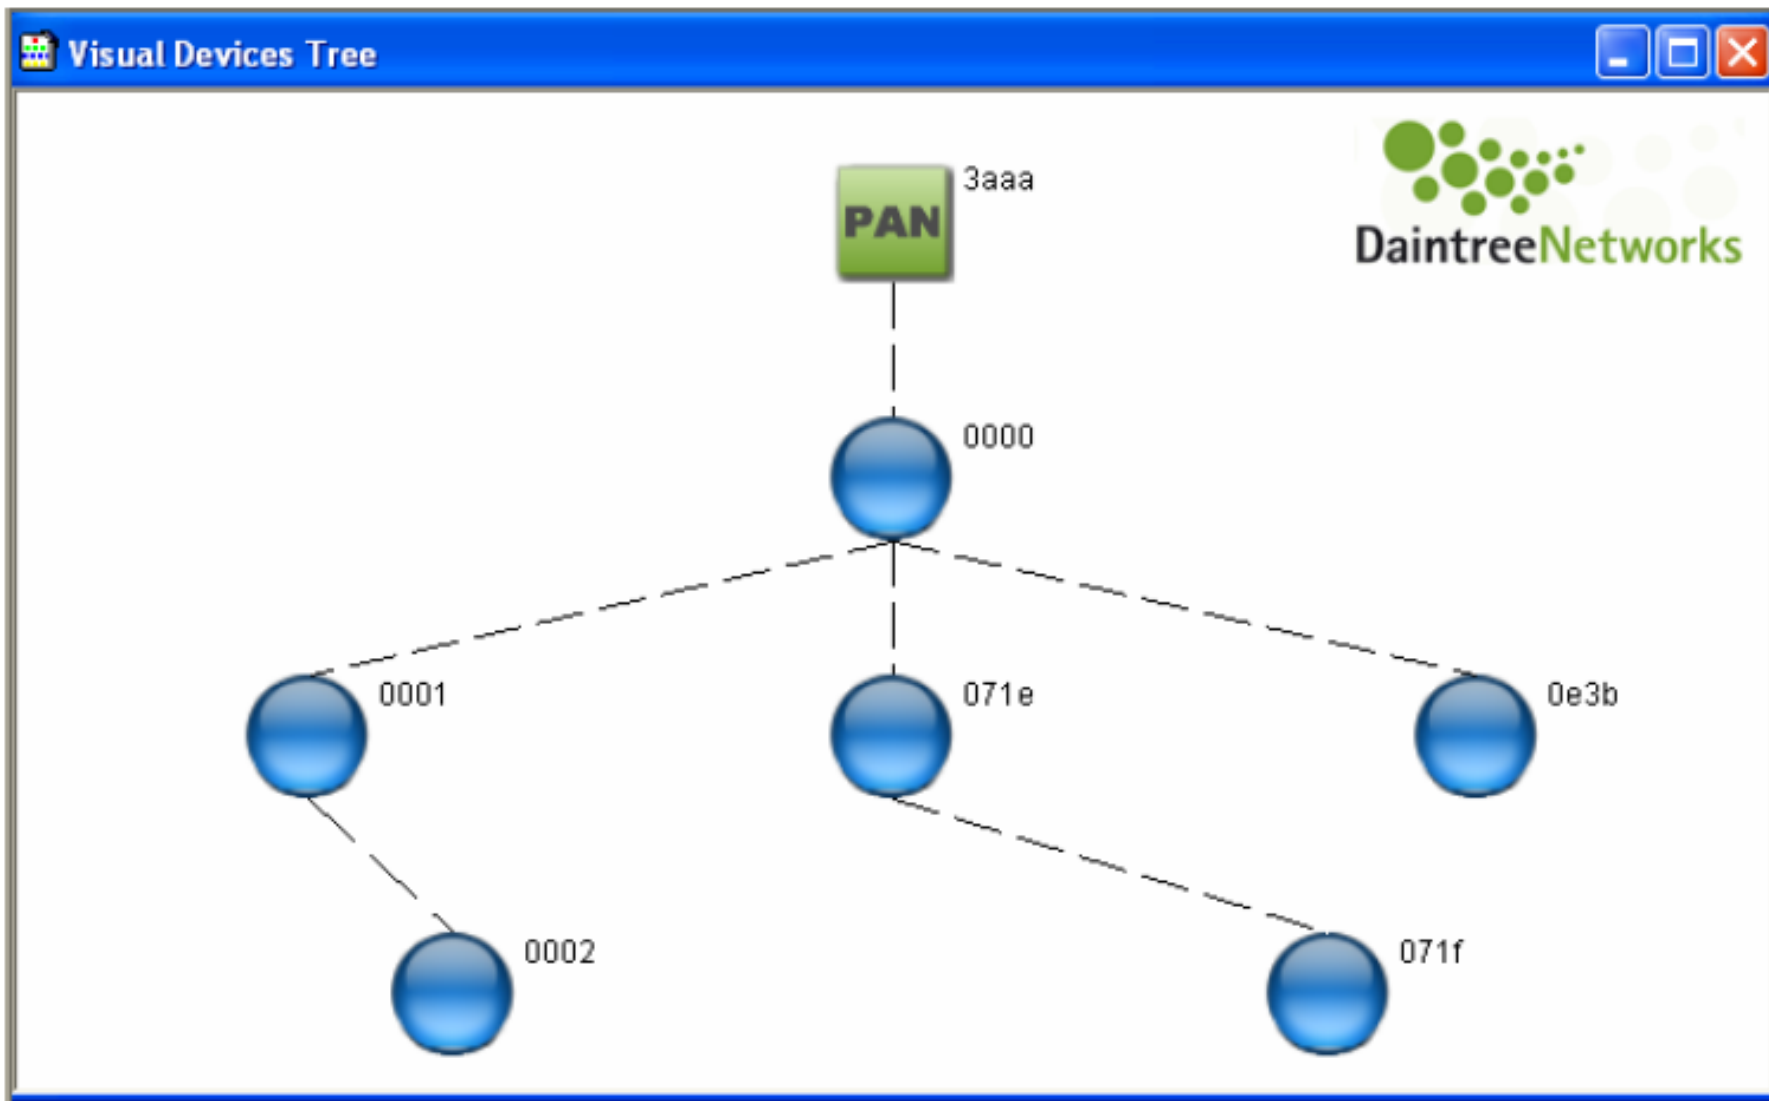 Visual Devices Tree
3aaa
PAN
DaintreeNetworks
0000
0001
071e
0e3b
0002
071f